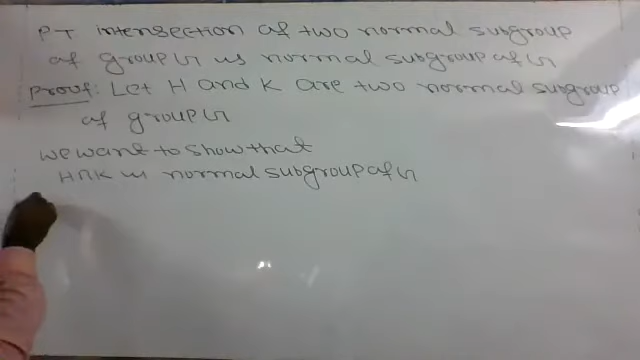 P-T intersection of two normal subgroup
of group G is normal subgroup of G
Proof: Let H and K are two normal subgroup
of group G
we want to show that
H∩K is normal subgroup of G